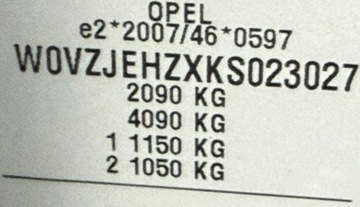 OPEL
e2*2007/46*0597
W0VZJEHZXKS023027
2090 KG
4090 KG
1 1150 KG
2 1050 KG